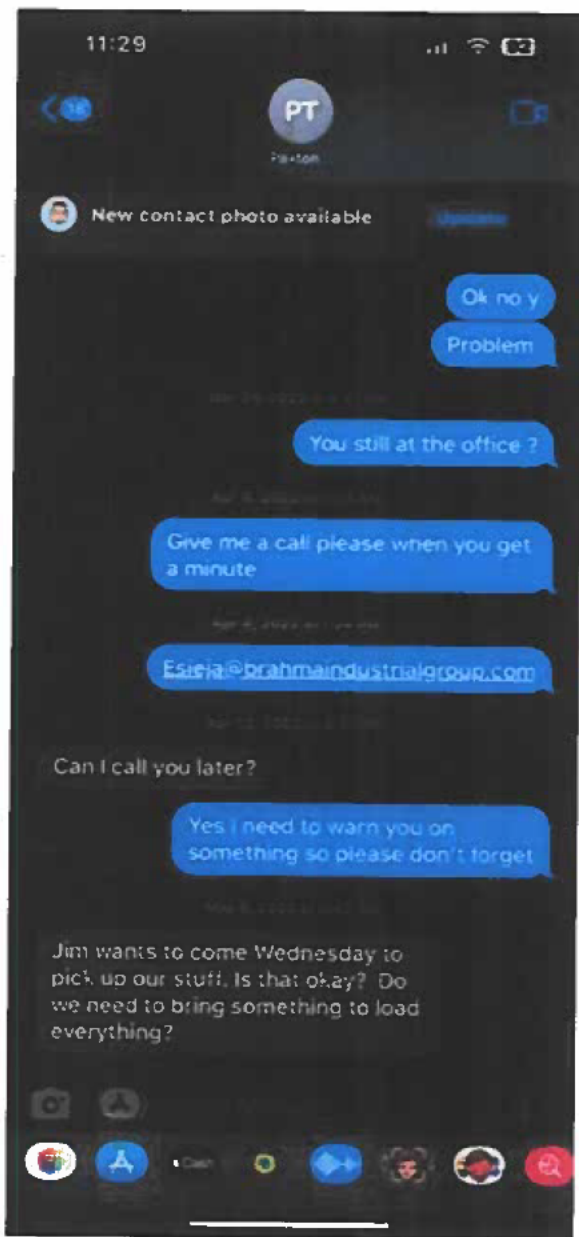 11:29
PT
Paxton
New contact photo available
Ok no y
Problem
You still at the office ?
Give me a call please when you get
a minute
Esieja@brahmaindustrialgroup.com
Can I call you later?
Yes i need to warn you on
something so please don't forget
Jim wants to come Wednesday to
pick up our stuff. Is that okay? Do
we need to bring something to load
everything?
Cash